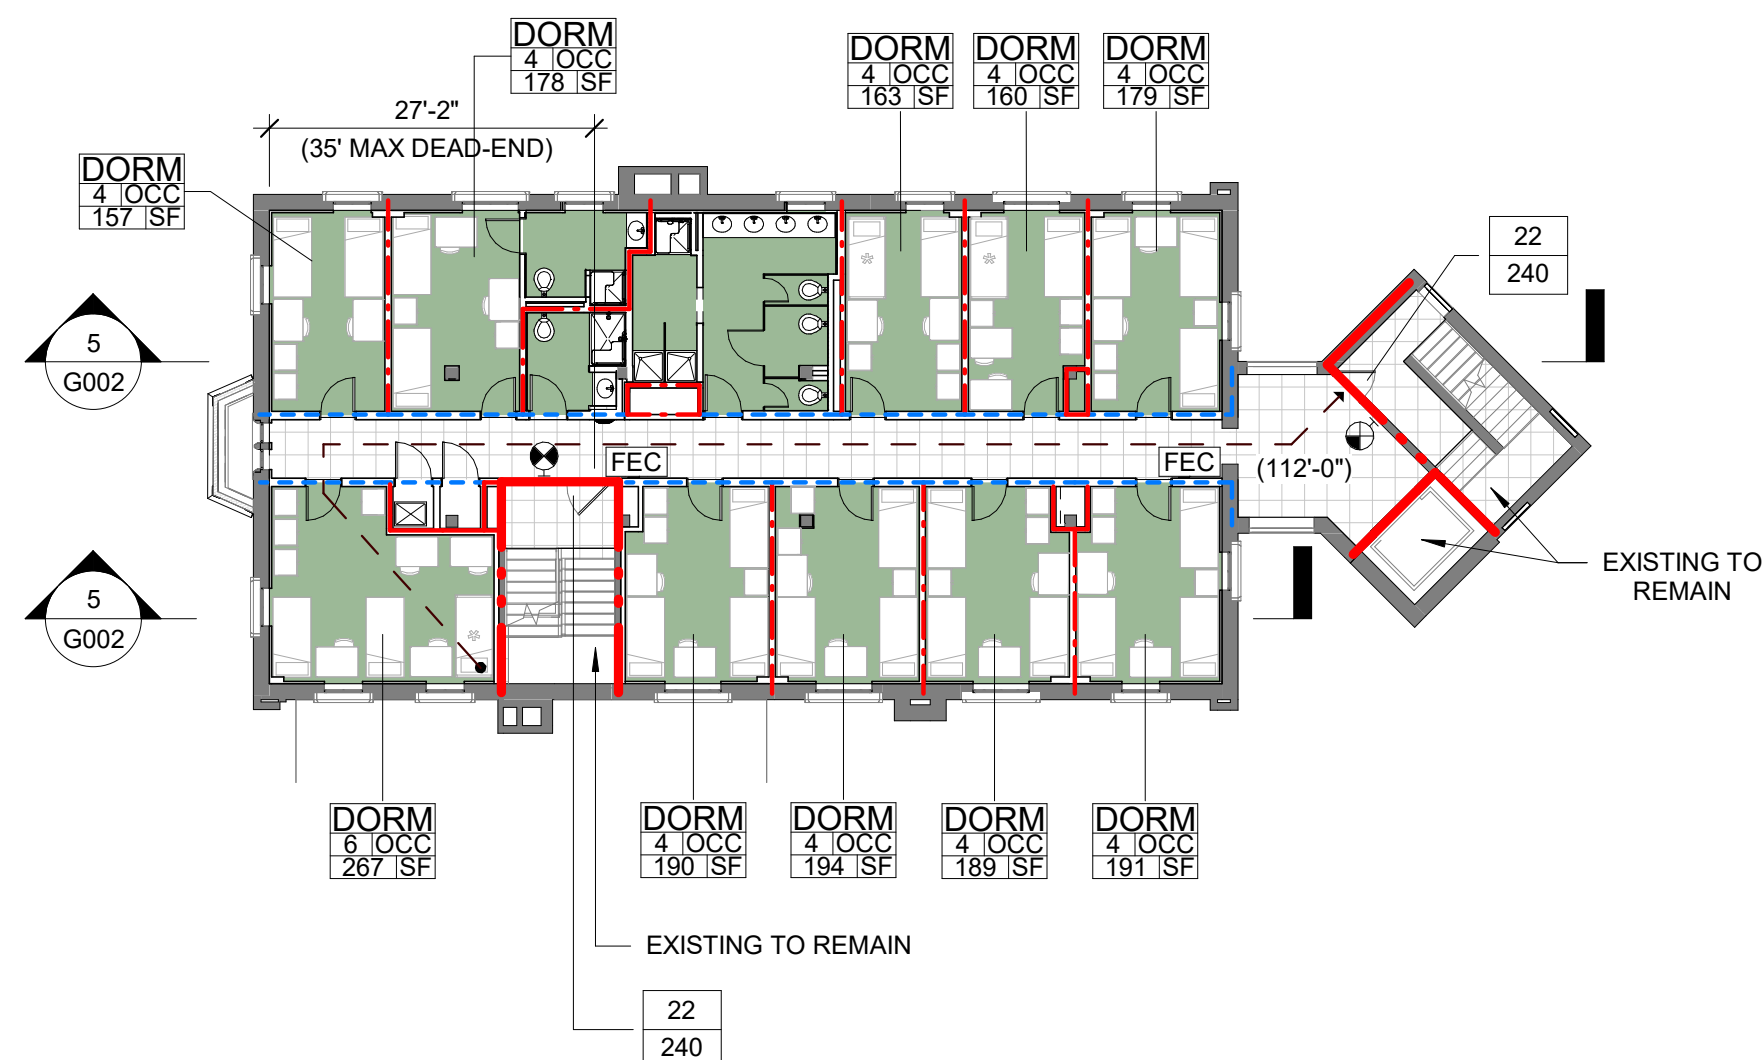 DORM
4 OCC
178 SF
DORM
4 OCC
163 SF
DORM
4 OCC
160 SF
DORM
4 OCC
179 SF
27'-2"
(35' MAX DEAD-END)
DORM
4 OCC
157 SF
22
240
5
G002
FEC
FEC
(112'-0")
5
G002
EXISTING TO
REMAIN
DORM
6 OCC
267 SF
DORM
4 OCC
190 SF
DORM
4 OCC
194 SF
DORM
4 OCC
189 SF
DORM
4 OCC
191 SF
EXISTING TO REMAIN
22
240